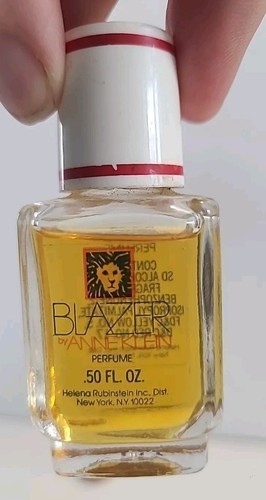 BLAZER
by ANNE KLEIN
PERFUME
.50 FL. OZ.
Helena Rubinstein Inc., Dist.
New York, N.Y. 10022